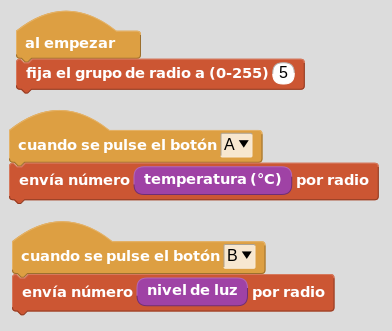 al empezar
fija el grupo de radio a (0-255) 5
cuando se pulse el botón A
envía número temperatura (°C) por radio
cuando se pulse el botón B
envía número nivel de luz por radio